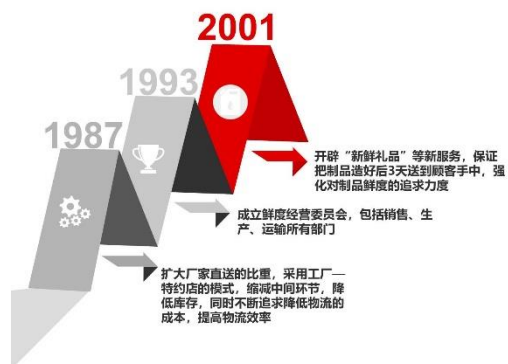 2001
1993
1987
开辟“新鲜礼品”等新服务，保证
把制品造好后3天送到顾客手中，强
化对制品鲜度的追求力度
成立鲜度经营委员会，包括销售、生
产、运输所有部门
扩大厂家直送的比重，采用工厂—
特约店的模式，缩减中间环节，降
低库存，同时不断追求降低物流的
成本，提高物流效率